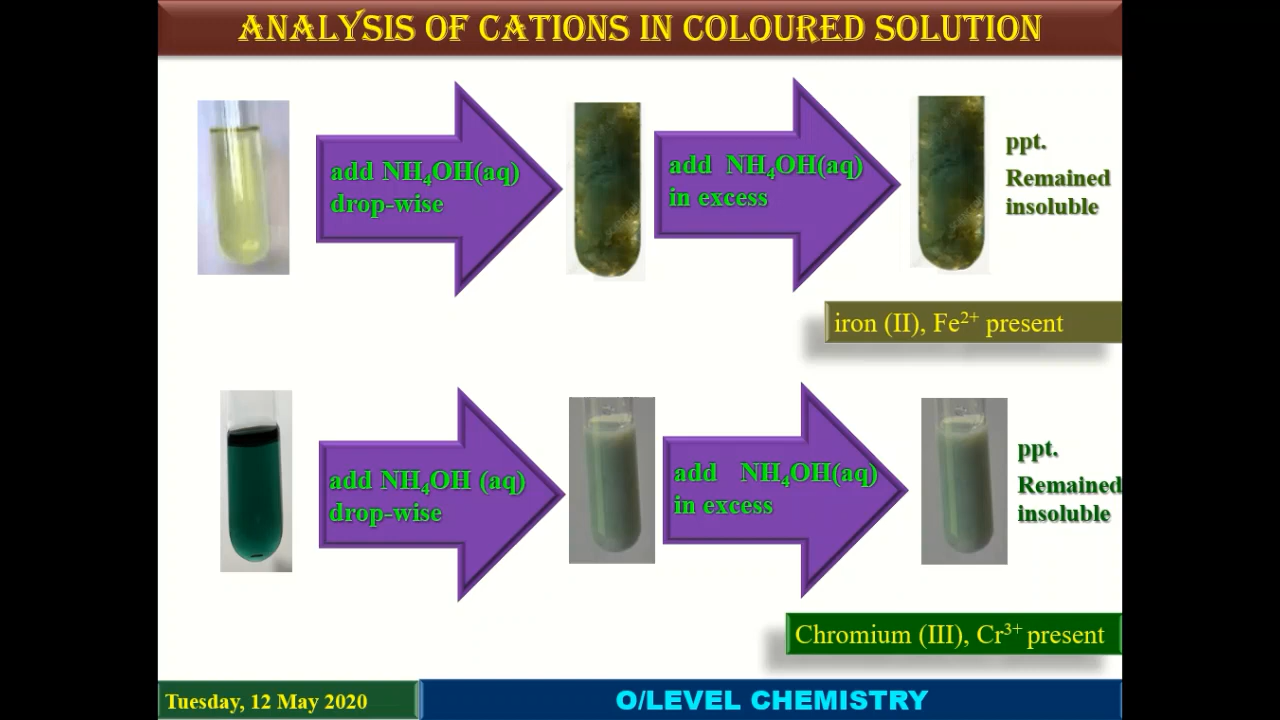 ANALYSIS OF CATIONS IN COLOURED SOLUTION
add NH₄OH(aq)
drop-wise
add NH₄OH(aq)
in excess
ppt.
Remained
insoluble
iron (II), Fe²⁺ present
add NH₄OH (aq)
drop-wise
add NH₄OH(aq)
in excess
ppt.
Remained
insoluble
Chromium (III), Cr³⁺ present
Tuesday, 12 May 2020
O/LEVEL CHEMISTRY